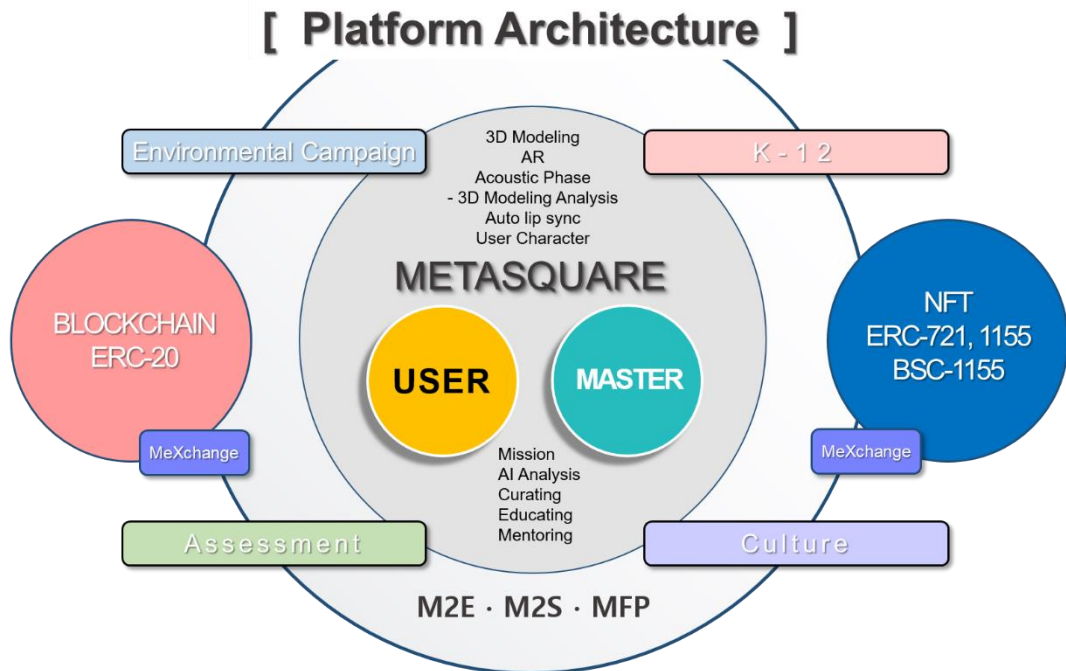 [ Platform Architecture ]
Environmental Campaign
K-12
3D Modeling
AR
Acoustic Phase
- 3D Modeling Analysis
Auto lip sync
User Character
METASQUARE
BLOCKCHAIN
ERC-20
USER
MASTER
NFT
ERC-721, 1155
BSC-1155
MeXchange
MeXchange
Mission
AI Analysis
Curating
Educating
Mentoring
Assessment
Culture
M2E · M2S · MFP